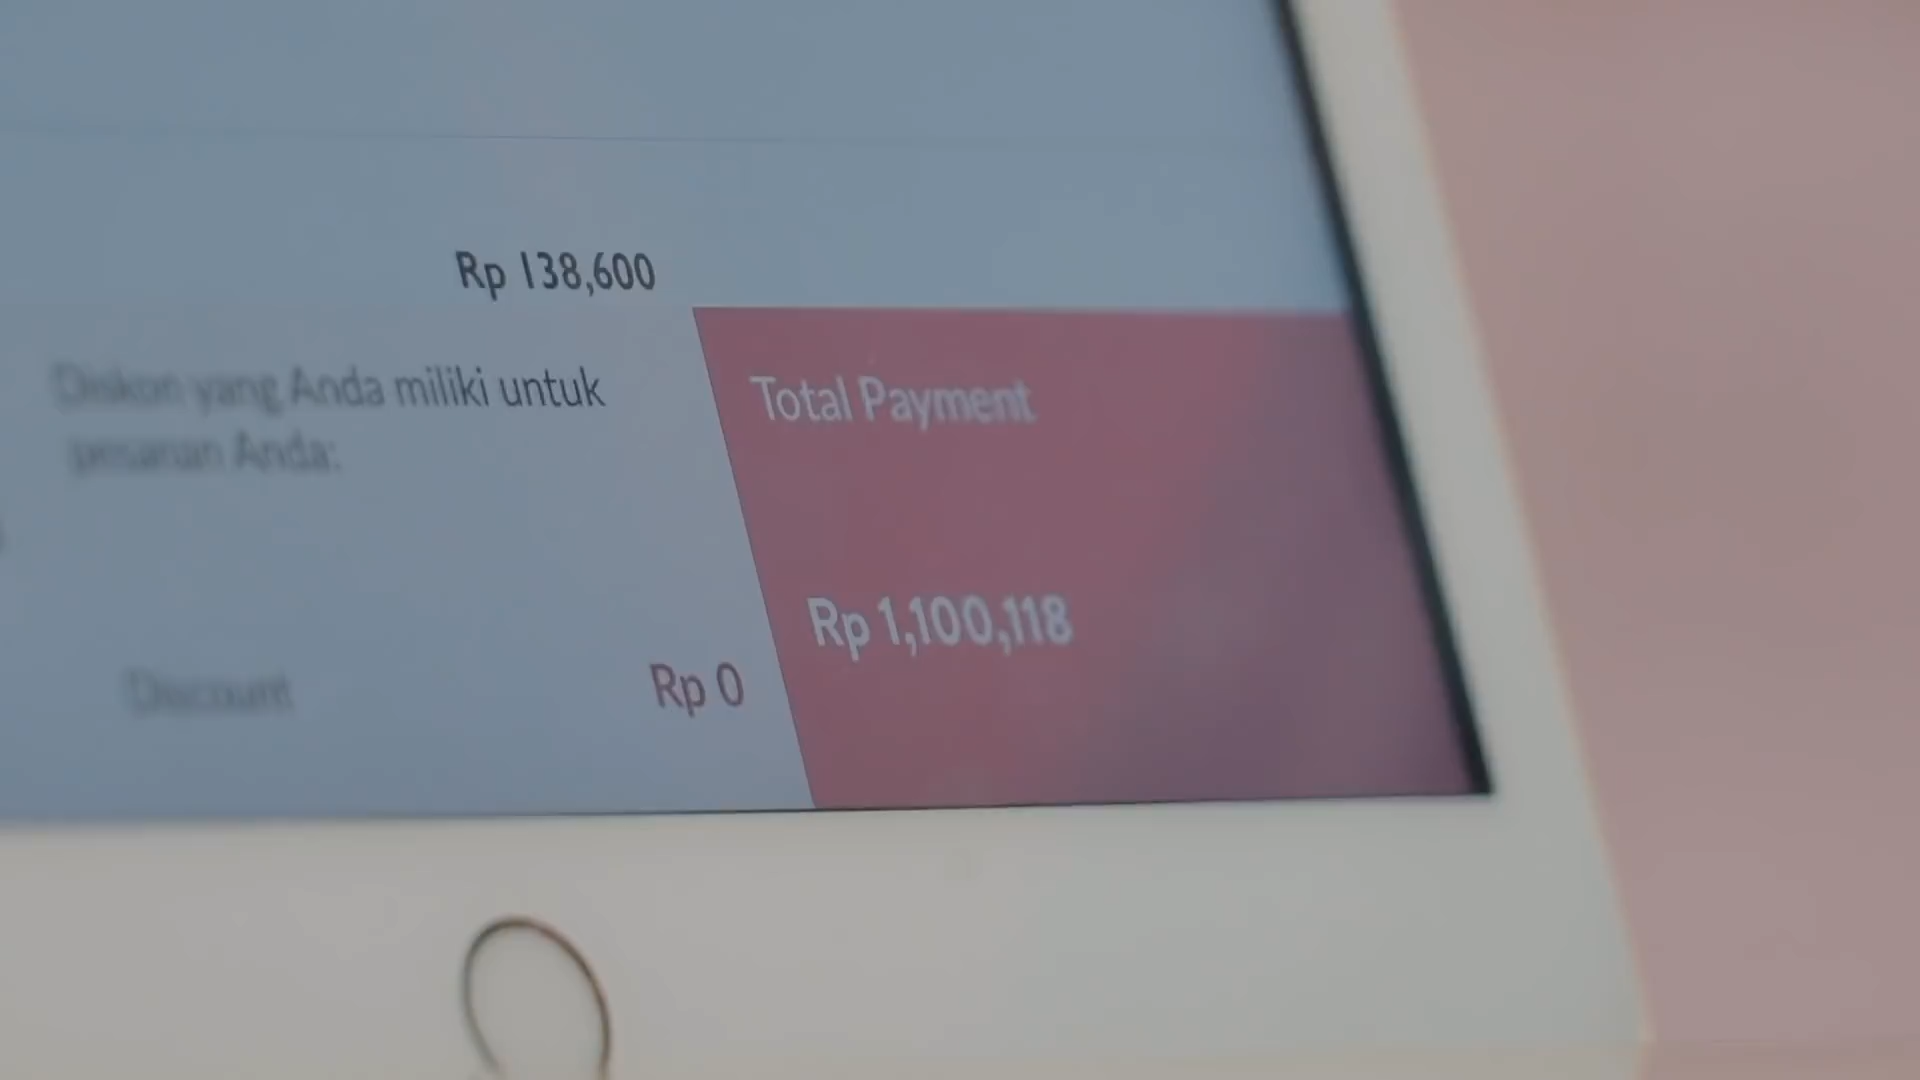 Rp 138,600
Diskon yang Anda miliki untuk
pesanan Anda:
Total Payment
Rp 1,100,118
Discount
Rp 0